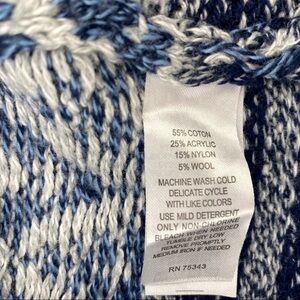 55% COTON
25% ACRYLIC
15% NYLON
5% WOOL
MACHINE WASH COLD
DELICATE CYCLE
WITH LIKE COLORS
USE MILD DETERGENT
ONLY NON-CHLORINE
BLEACH WHEN NEEDED
TUMBLE DRY LOW
REMOVE PROMPTLY
MEDIUM IRON IF NEEDED
RN 75343